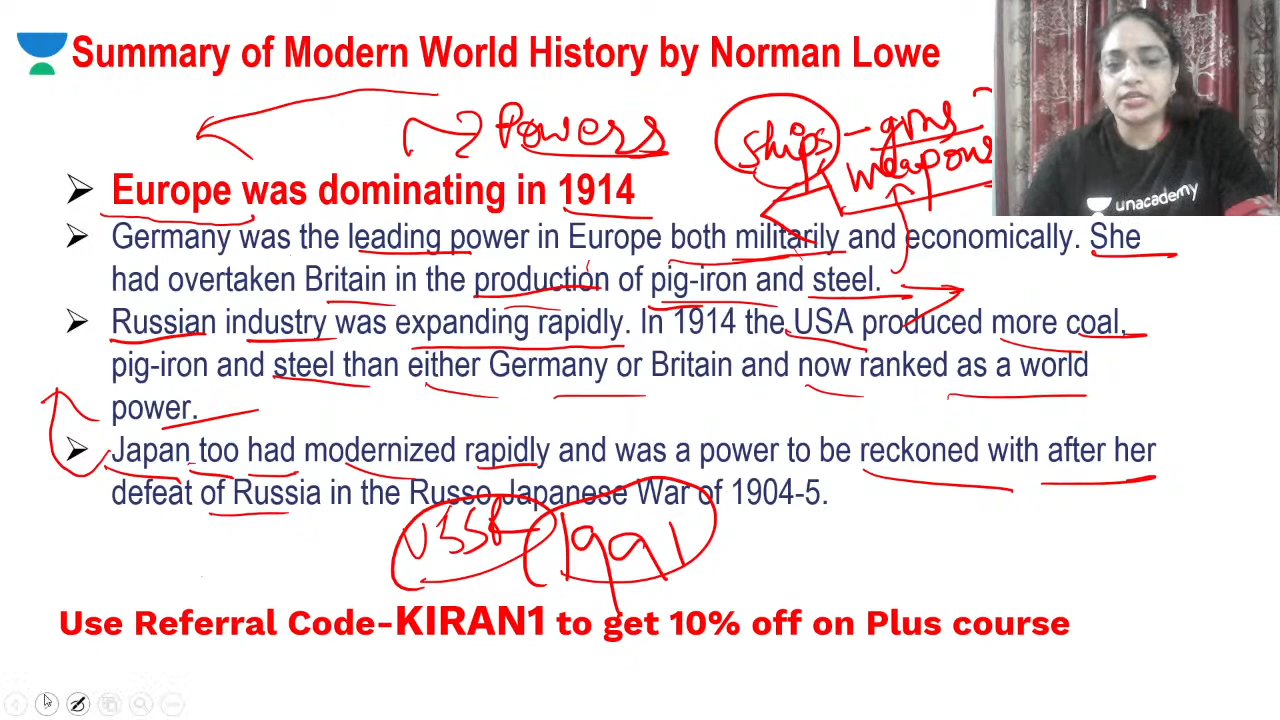 Summary of Modern World History by Norman Lowe
Powers
ships - guns
weapons
unacademy
Europe was dominating in 1914
Germany was the leading power in Europe both militarily and economically. She
had overtaken Britain in the production of pig-iron and steel.
Russian industry was expanding rapidly. In 1914 the USA produced more coal,
pig-iron and steel than either Germany or Britain and now ranked as a world
power.
Japan too had modernized rapidly and was a power to be reckoned with after her
defeat of Russia in the Russo Japanese War of 1904-5.
USSR 1991
Use Referral Code-KIRAN1 to get 10% off on Plus course